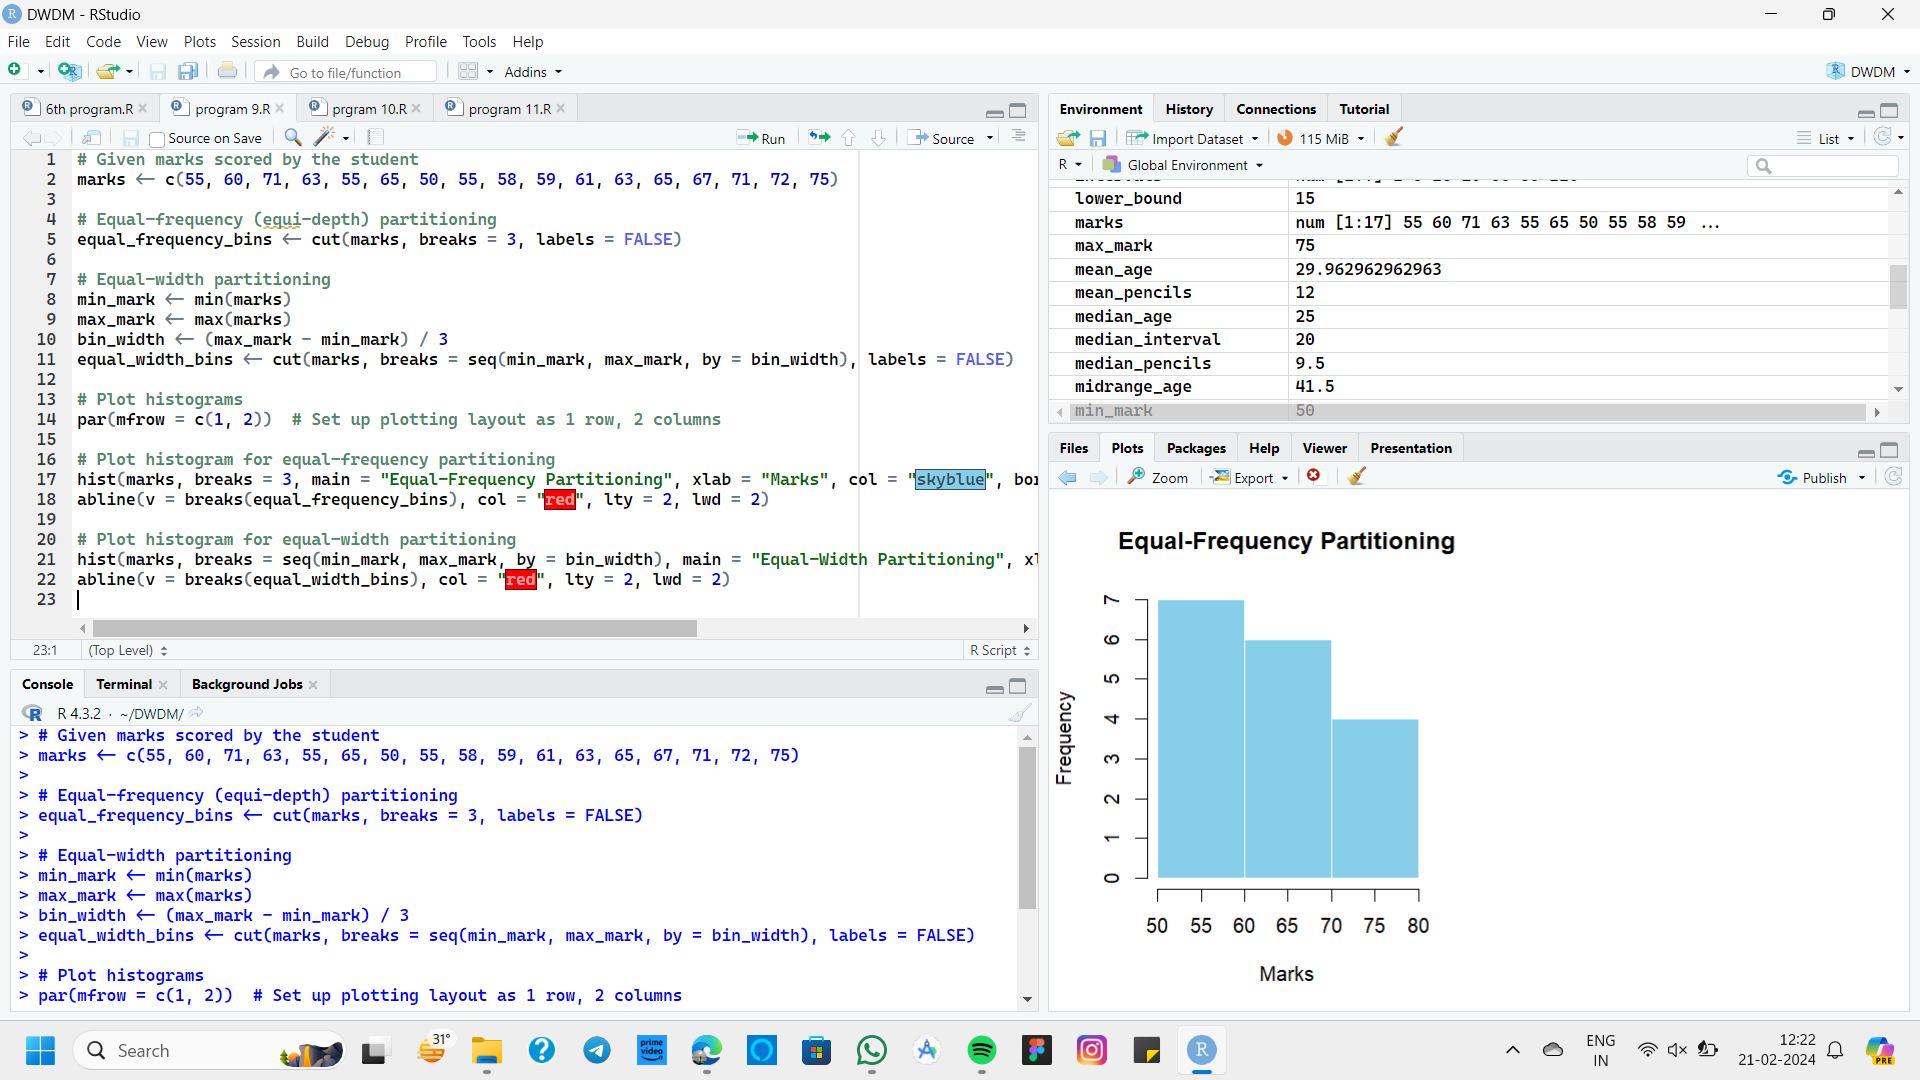 DWDM - RStudio
File Edit Code View Plots Session Build Debug Profile Tools Help
Go to file/function Addins DWDM
6th program.R program 9.R prgram 10.R program 11.R
Source on Save Run Source
1 # Given marks scored by the student
2 marks <- c(55, 60, 71, 63, 55, 65, 50, 55, 58, 59, 61, 63, 65, 67, 71, 72, 75)
3
4 # Equal-frequency (equi-depth) partitioning
5 equal_frequency_bins <- cut(marks, breaks = 3, labels = FALSE)
6
7 # Equal-width partitioning
8 min_mark <- min(marks)
9 max_mark <- max(marks)
10 bin_width <- (max_mark - min_mark) / 3
11 equal_width_bins <- cut(marks, breaks = seq(min_mark, max_mark, by = bin_width), labels = FALSE)
12
13 # Plot histograms
14 par(mfrow = c(1, 2))  # Set up plotting layout as 1 row, 2 columns
15
16 # Plot histogram for equal-frequency partitioning
17 hist(marks, breaks = 3, main = "Equal-Frequency Partitioning", xlab = "Marks", col = "skyblue", bor
18 abline(v = breaks(equal_frequency_bins), col = "red", lty = 2, lwd = 2)
19
20 # Plot histogram for equal-width partitioning
21 hist(marks, breaks = seq(min_mark, max_mark, by = bin_width), main = "Equal-Width Partitioning", xl
22 abline(v = breaks(equal_width_bins), col = "red", lty = 2, lwd = 2)
23
23:1 (Top Level) R Script
Console Terminal Background Jobs
R 4.3.2 · ~/DWDM/
> # Given marks scored by the student
> marks <- c(55, 60, 71, 63, 55, 65, 50, 55, 58, 59, 61, 63, 65, 67, 71, 72, 75)
>
> # Equal-frequency (equi-depth) partitioning
> equal_frequency_bins <- cut(marks, breaks = 3, labels = FALSE)
>
> # Equal-width partitioning
> min_mark <- min(marks)
> max_mark <- max(marks)
> bin_width <- (max_mark - min_mark) / 3
> equal_width_bins <- cut(marks, breaks = seq(min_mark, max_mark, by = bin_width), labels = FALSE)
>
> # Plot histograms
> par(mfrow = c(1, 2))  # Set up plotting layout as 1 row, 2 columns
Environment History Connections Tutorial
Import Dataset 115 MiB List
R Global Environment
lower_bound 15
marks num [1:17] 55 60 71 63 55 65 50 55 58 59 ...
max_mark 75
mean_age 29.962962962963
mean_pencils 12
median_age 25
median_interval 20
median_pencils 9.5
midrange_age 41.5
min_mark 50
Files Plots Packages Help Viewer Presentation
Zoom Export Publish
Equal-Frequency Partitioning
Frequency
7
6
5
4
3
2
1
0
50 55 60 65 70 75 80
Marks
Search
31°
prime video
ENG
IN
12:22
21-02-2024
PRE